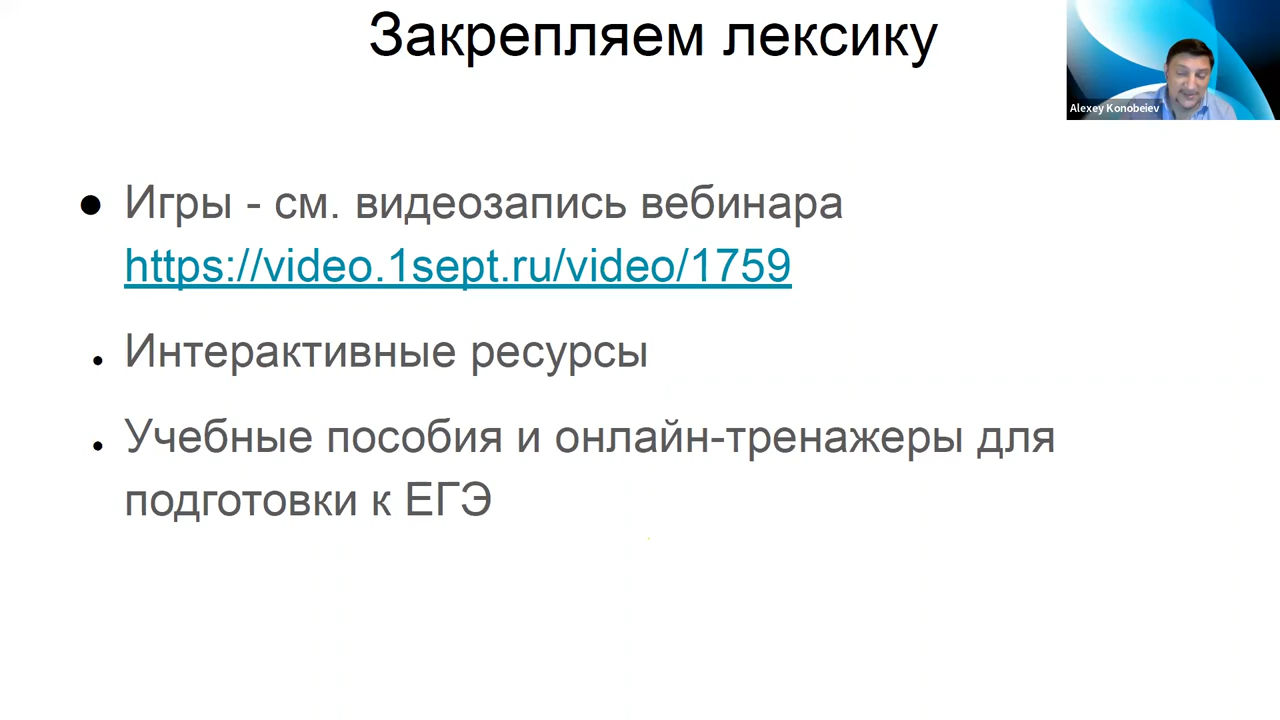 Закрепляем лексику
Alexey Konobeiev
● Игры - см. видеозапись вебинара
https://video.1sept.ru/video/1759
• Интерактивные ресурсы
• Учебные пособия и онлайн-тренажеры для
подготовки к ЕГЭ